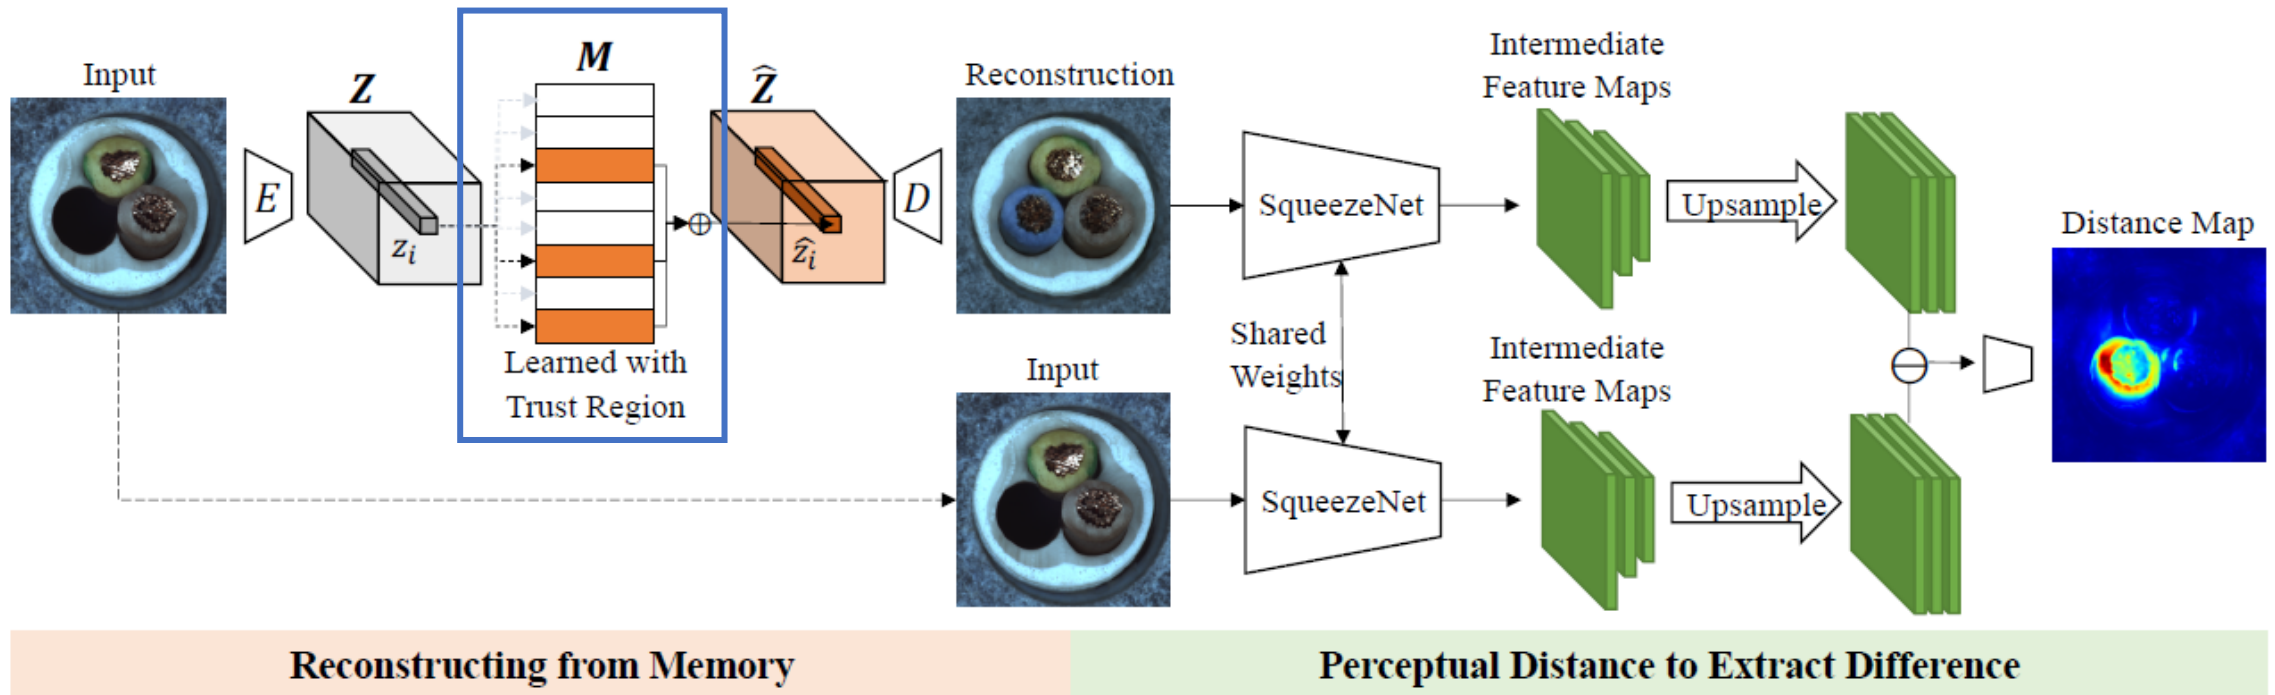 Input
E
Z
z_i
M
Learned with
Trust Region
Ẑ
ẑ_i
D
Reconstruction
Input
SqueezeNet
Shared
Weights
SqueezeNet
Intermediate
Feature Maps
Upsample
Intermediate
Feature Maps
Upsample
Distance Map
Reconstructing from Memory
Perceptual Distance to Extract Difference